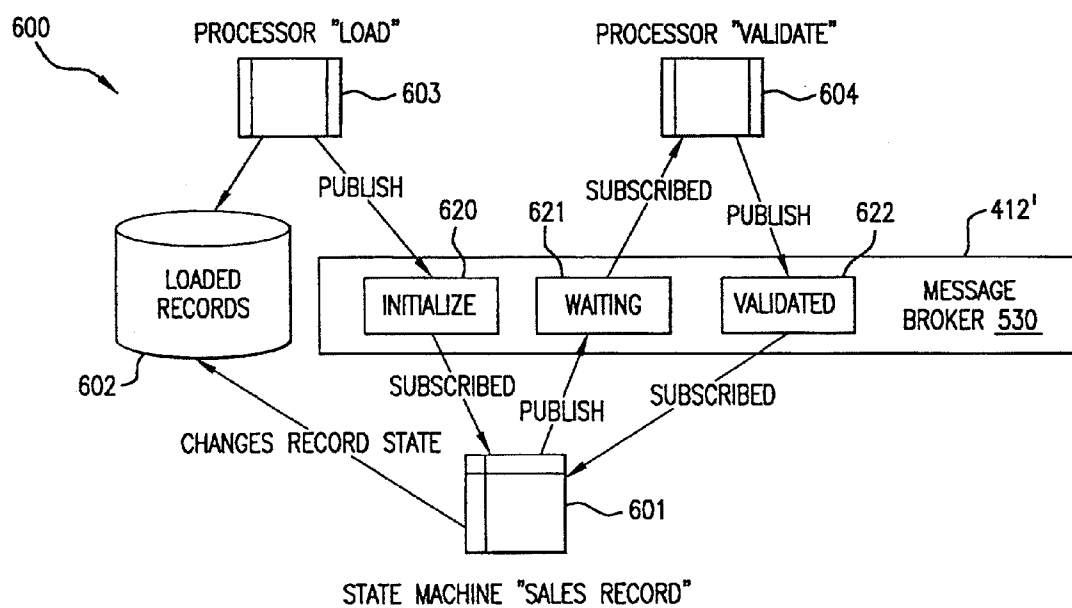 600
PROCESSOR "LOAD"
PROCESSOR "VALIDATE"
603
604
PUBLISH
SUBSCRIBED
620
621
PUBLISH
622
412'
LOADED
RECORDS
INITIALIZE
WAITING
VALIDATED
MESSAGE
BROKER 530
602
SUBSCRIBED
PUBLISH
SUBSCRIBED
CHANGES RECORD STATE
601
STATE MACHINE "SALES RECORD"